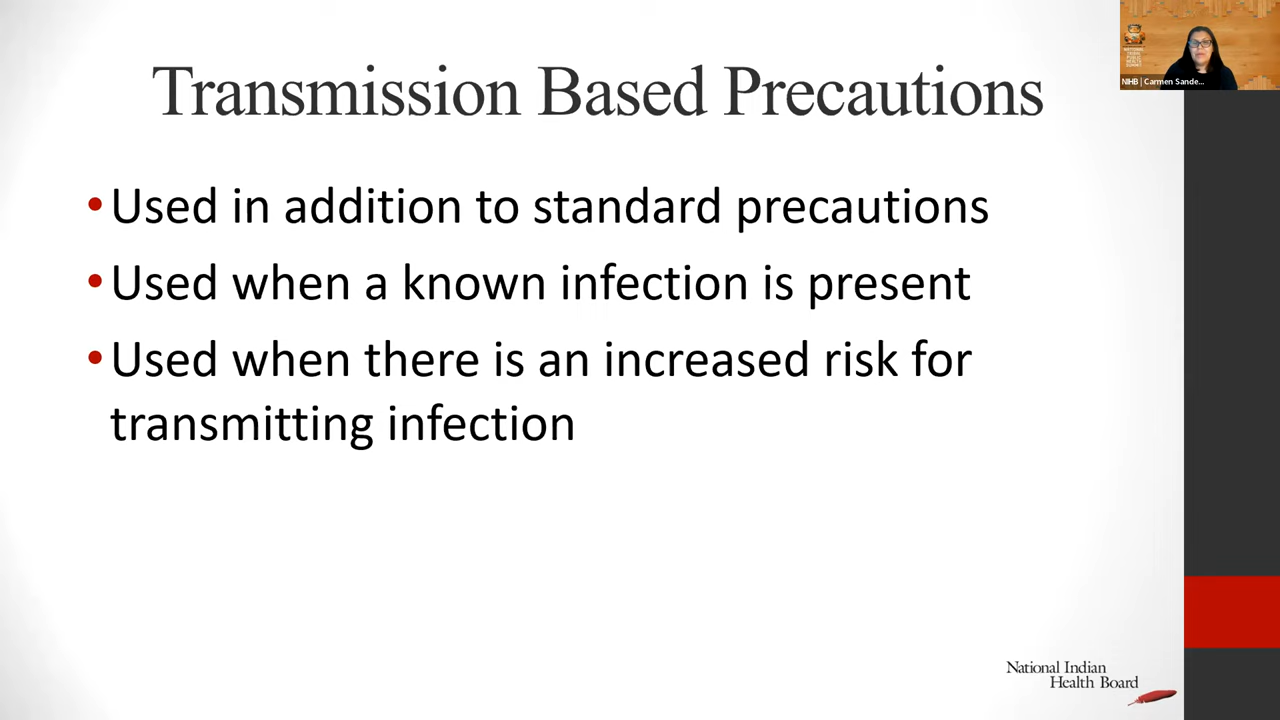 Transmission Based Precautions
NIHB | Carmen Sande...
•Used in addition to standard precautions
•Used when a known infection is present
•Used when there is an increased risk for
transmitting infection
National Indian
Health Board